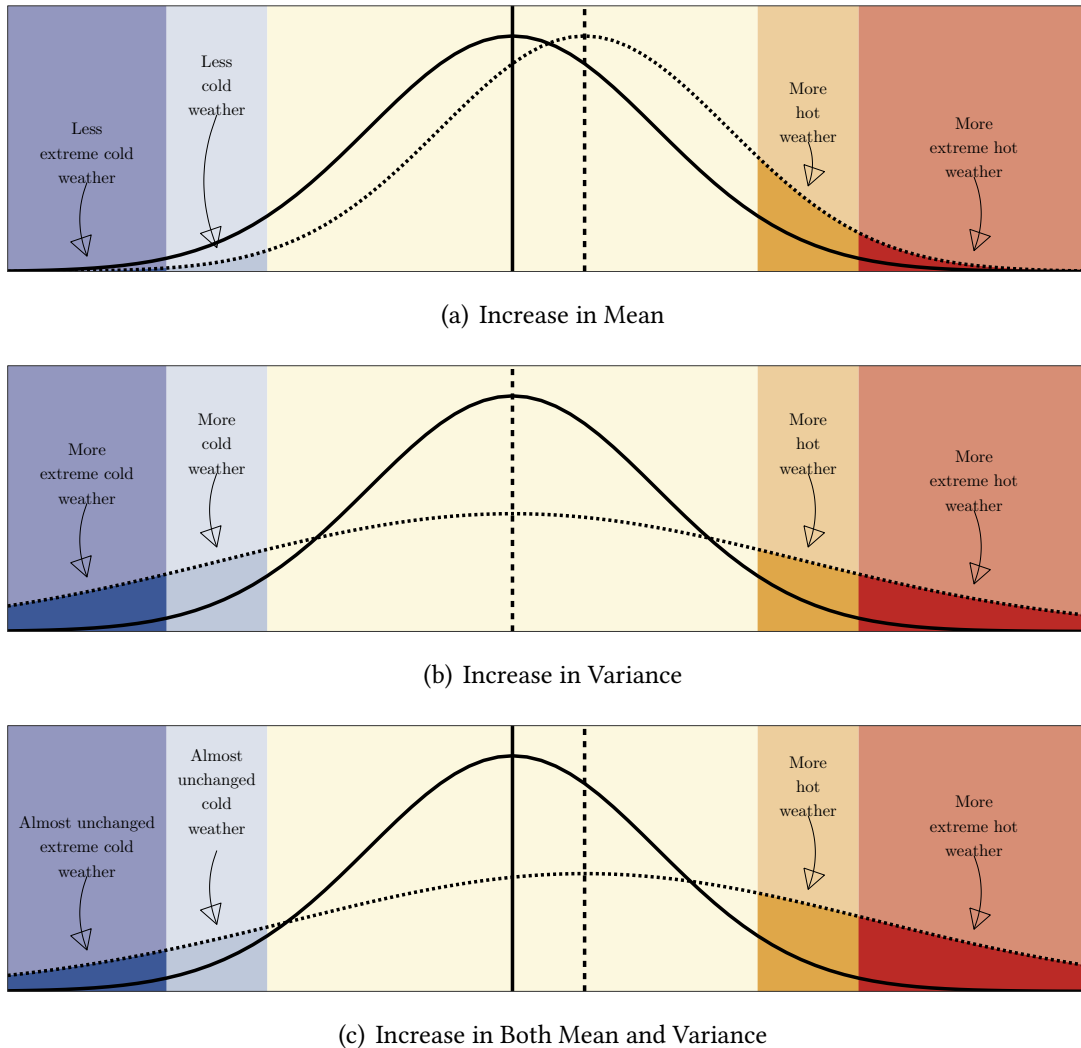 Less
extreme cold
weather
Less
cold
weather
More
hot
weather
More
extreme hot
weather
(a) Increase in Mean
More
extreme cold
weather
More
cold
weather
More
hot
weather
More
extreme hot
weather
(b) Increase in Variance
Almost unchanged
extreme cold
weather
Almost
unchanged
cold
weather
More
hot
weather
More
extreme hot
weather
(c) Increase in Both Mean and Variance